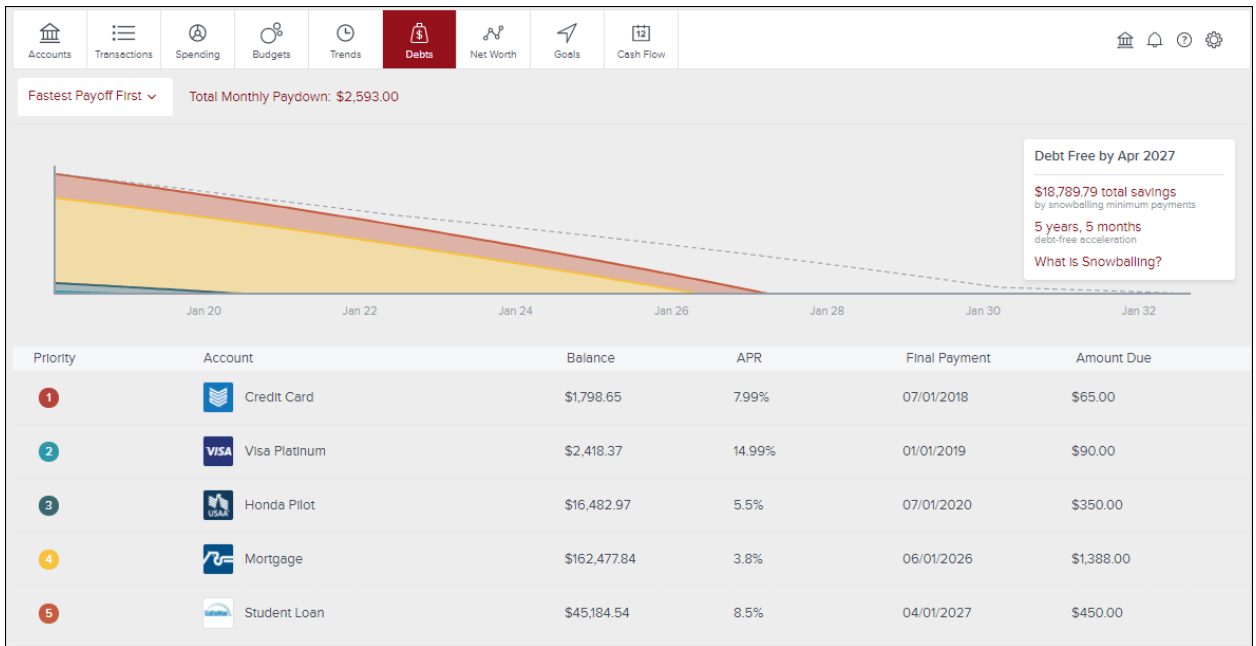 Accounts
Transactions
Spending
Budgets
Trends
Debts
Net Worth
Goals
12
Cash Flow
Fastest Payoff First
Total Monthly Paydown: $2,593.00
Debt Free by Apr 2027
$18,789.79 total savings
by snowballing minimum payments
5 years, 5 months
debt-free acceleration
What is Snowballing?
Jan 20 Jan 22 Jan 24 Jan 26 Jan 28 Jan 30 Jan 32
Priority Account Balance APR Final Payment Amount Due
1 Credit Card $1,798.65 7.99% 07/01/2018 $65.00
2 VISA Visa Platinum $2,418.37 14.99% 01/01/2019 $90.00
3 USAA Honda Pilot $16,482.97 5.5% 07/01/2020 $350.00
4 Mortgage $162,477.84 3.8% 06/01/2026 $1,388.00
5 Student Loan $45,184.54 8.5% 04/01/2027 $450.00